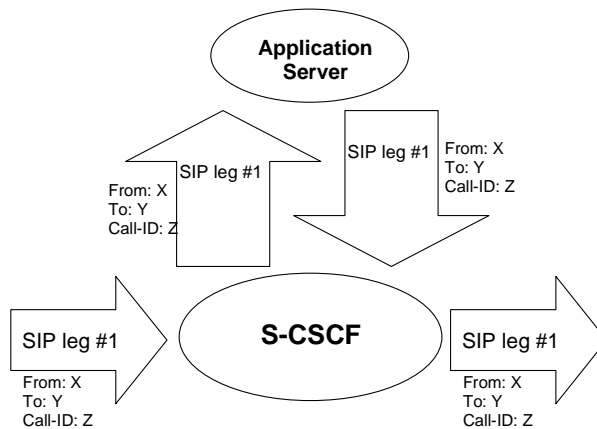 Application
Server
SIP leg #1
From: X
To: Y
Call-ID: Z
SIP leg #1
From: X
To: Y
Call-ID: Z
SIP leg #1
From: X
To: Y
Call-ID: Z
S-CSCF
SIP leg #1
From: X
To: Y
Call-ID: Z